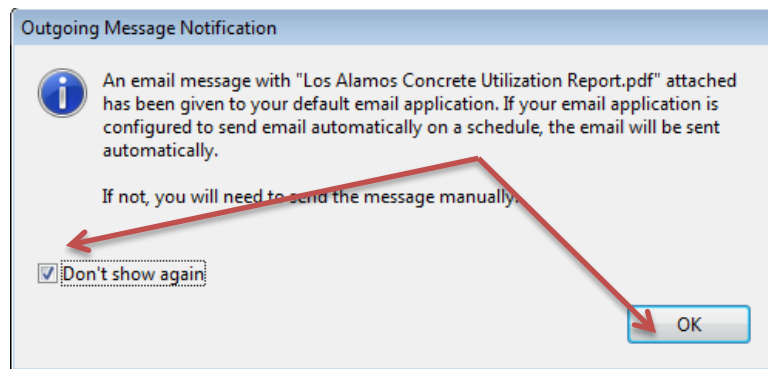 Outgoing Message Notification
An email message with "Los Alamos Concrete Utilization Report.pdf" attached
has been given to your default email application. If your email application is
configured to send email automatically on a schedule, the email will be sent
automatically.
If not, you will need to send the message manually.
Don't show again
OK